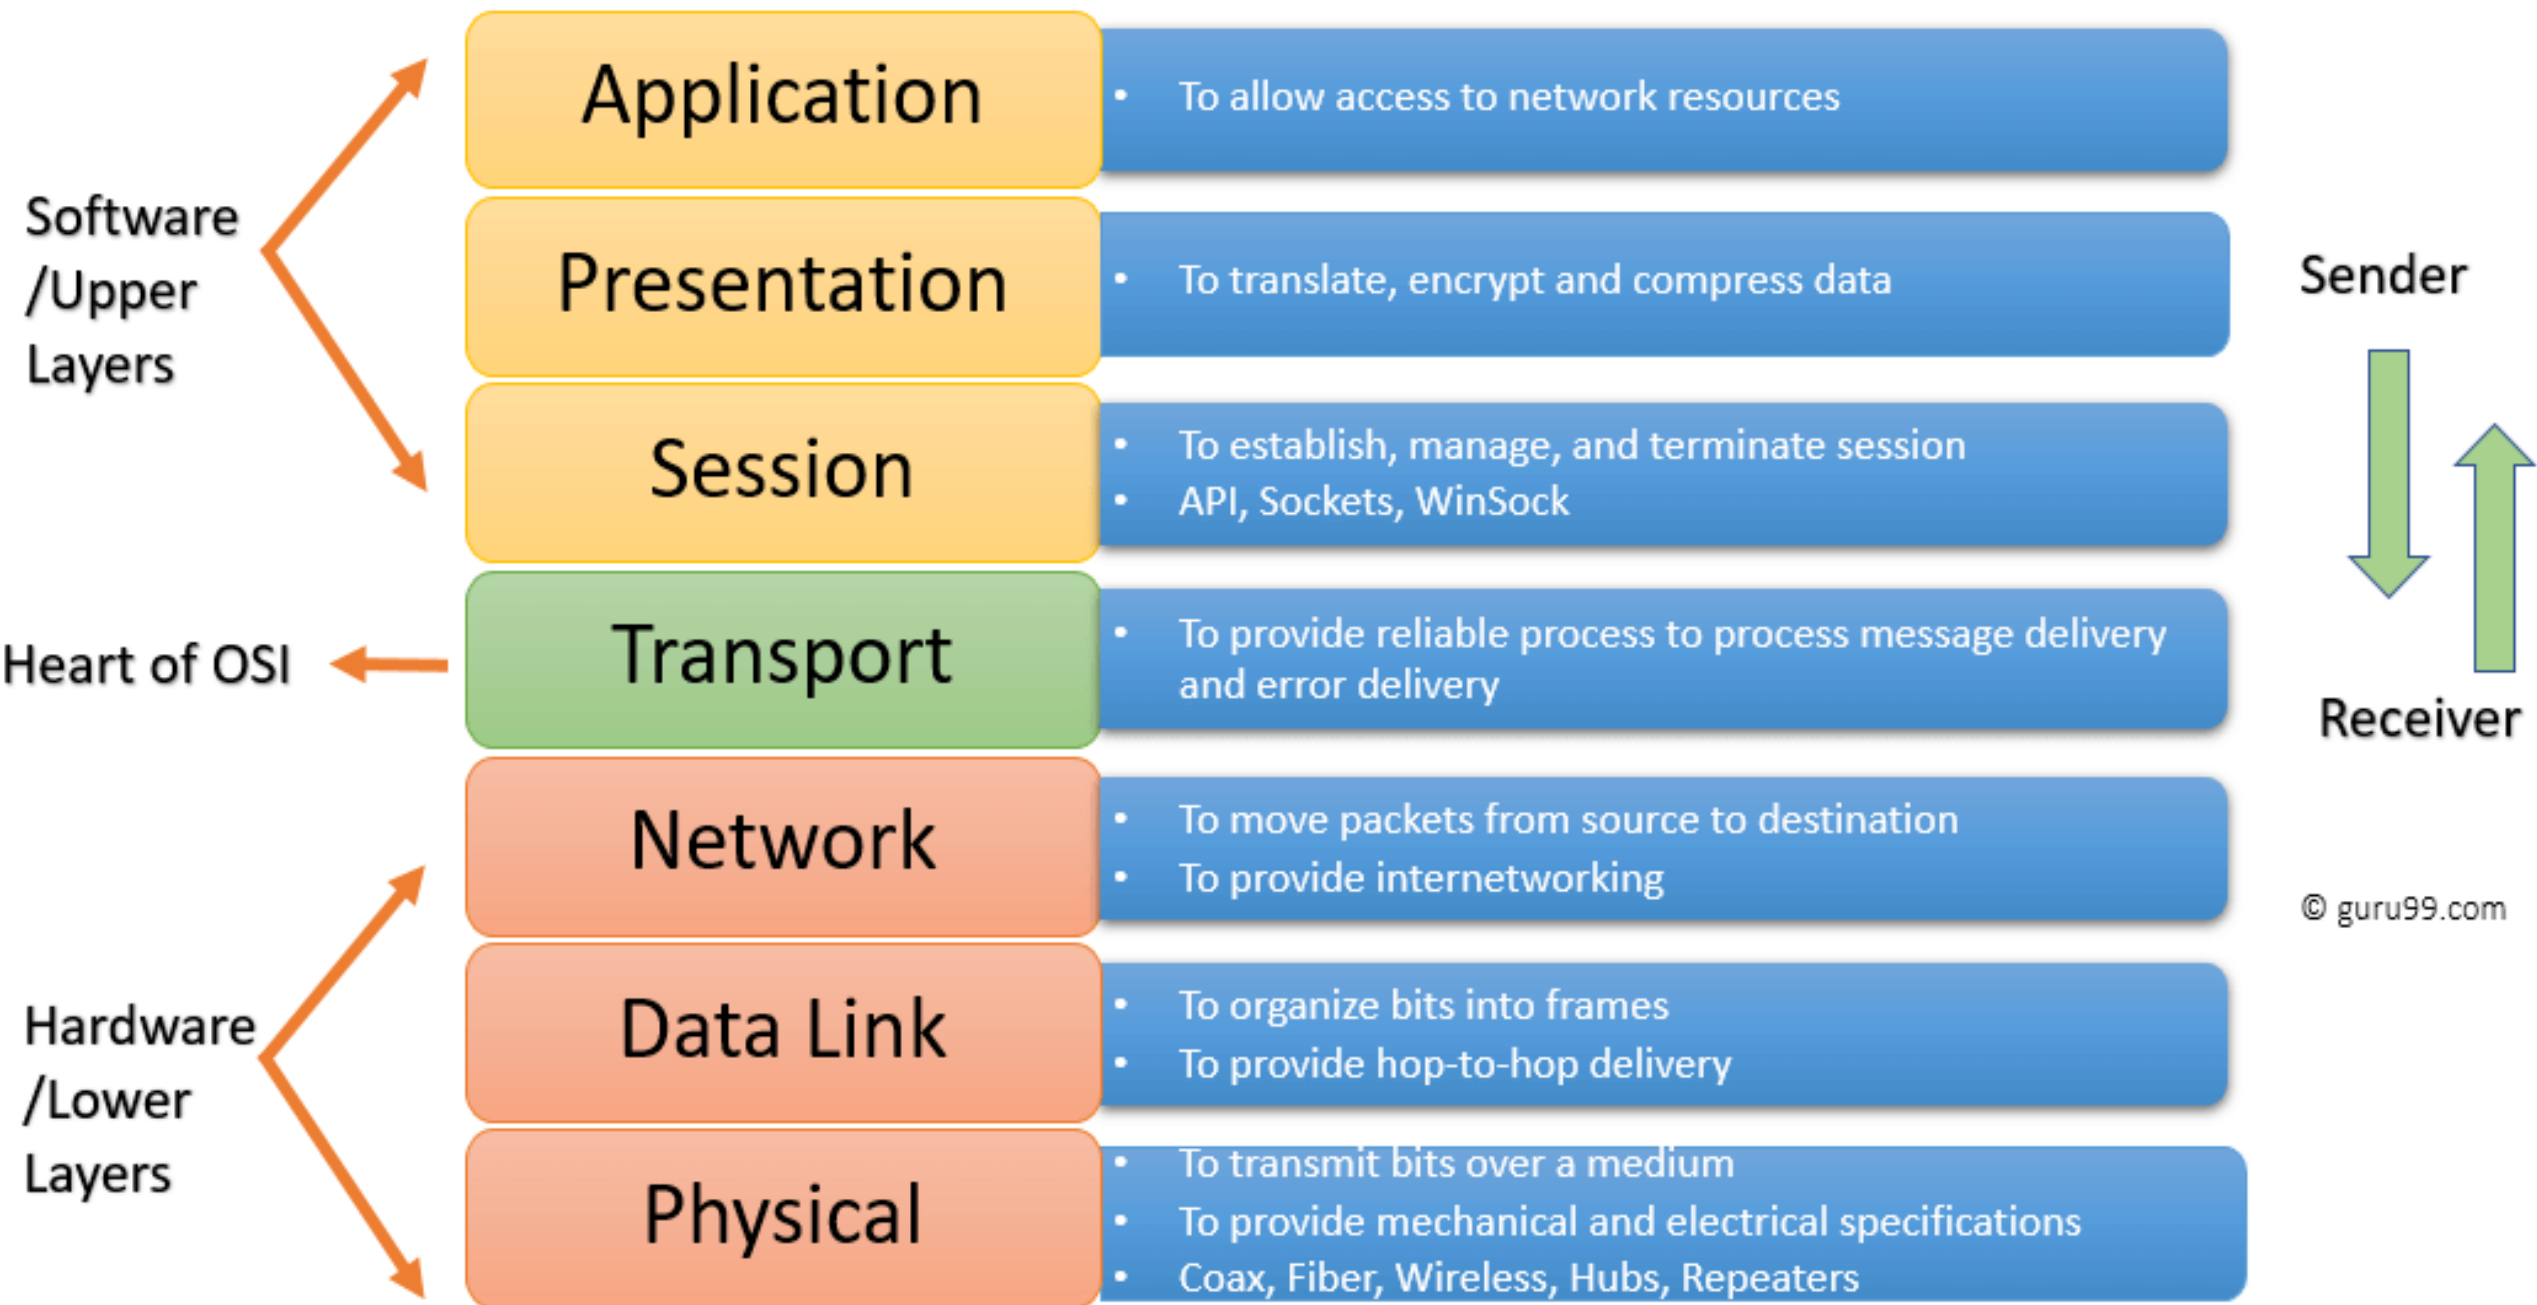 Application
• To allow access to network resources
Software
/Upper
Layers
Presentation
• To translate, encrypt and compress data
Sender
Session
• To establish, manage, and terminate session
• API, Sockets, WinSock
Heart of OSI
Transport
• To provide reliable process to process message delivery
and error delivery
Receiver
Network
• To move packets from source to destination
• To provide internetworking
© guru99.com
Hardware
/Lower
Layers
Data Link
• To organize bits into frames
• To provide hop-to-hop delivery
Physical
• To transmit bits over a medium
• To provide mechanical and electrical specifications
• Coax, Fiber, Wireless, Hubs, Repeaters